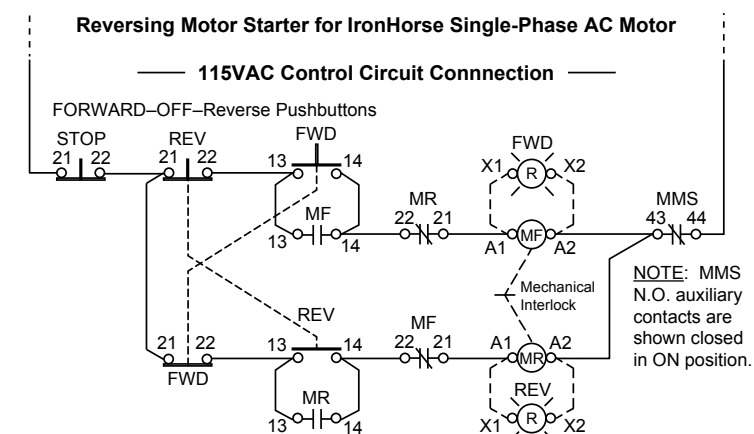 Reversing Motor Starter for IronHorse Single-Phase AC Motor
115VAC Control Circuit Connnection
FORWARD–OFF–Reverse Pushbuttons
STOP REV FWD FWD
21 22 21 22 13 14 X1 R X2
MF MR MMS
13 14 22 21 A1 MF A2 43 44
NOTE: MMS
N.O. auxiliary
contacts are
shown closed
in ON position.
Mechanical
Interlock
REV MF
21 22 13 14 22 21 A1 MR A2
FWD MR REV
13 14 X1 R X2